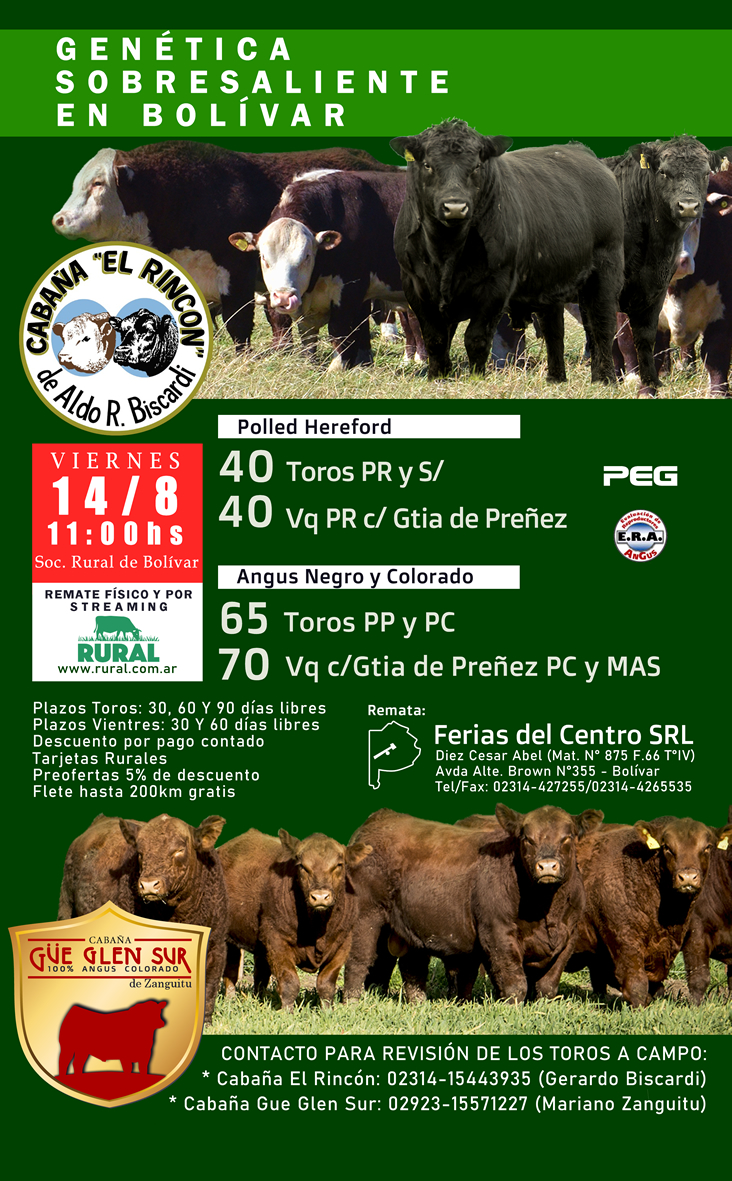 GENÉTICA
SOBRESALIENTE
EN BOLÍVAR
CABAÑA "EL RINCON"
de Aldo R. Biscardi
VIERNES
14/8
11:00hs
Soc. Rural de Bolívar
REMATE FÍSICO Y POR
STREAMING
RURAL
www.rural.com.ar
Polled Hereford
40 Toros PR y S/
40 Vq PR c/ Gtia de Preñez
PEG
Evaluación de
Reproductores
E.R.A.
ANGUS
Angus Negro y Colorado
65 Toros PP y PC
70 Vq c/Gtia de Preñez PC y MAS
Plazos Toros: 30, 60 Y 90 días libres
Plazos Vientres: 30 Y 60 días libres
Descuento por pago contado
Tarjetas Rurales
Preofertas 5% de descuento
Flete hasta 200km gratis
Remata:
Ferias del Centro SRL
Diez Cesar Abel (Mat. N° 875 F.66 T°IV)
Avda Alte. Brown N°355 - Bolívar
Tel/Fax: 02314-427255/02314-4265535
CABAÑA
GÜE GLEN SUR
100% ANGUS COLORADO
de Zanguitu
CONTACTO PARA REVISIÓN DE LOS TOROS A CAMPO:
* Cabaña El Rincón: 02314-15443935 (Gerardo Biscardi)
* Cabaña Gue Glen Sur: 02923-15571227 (Mariano Zanguitu)